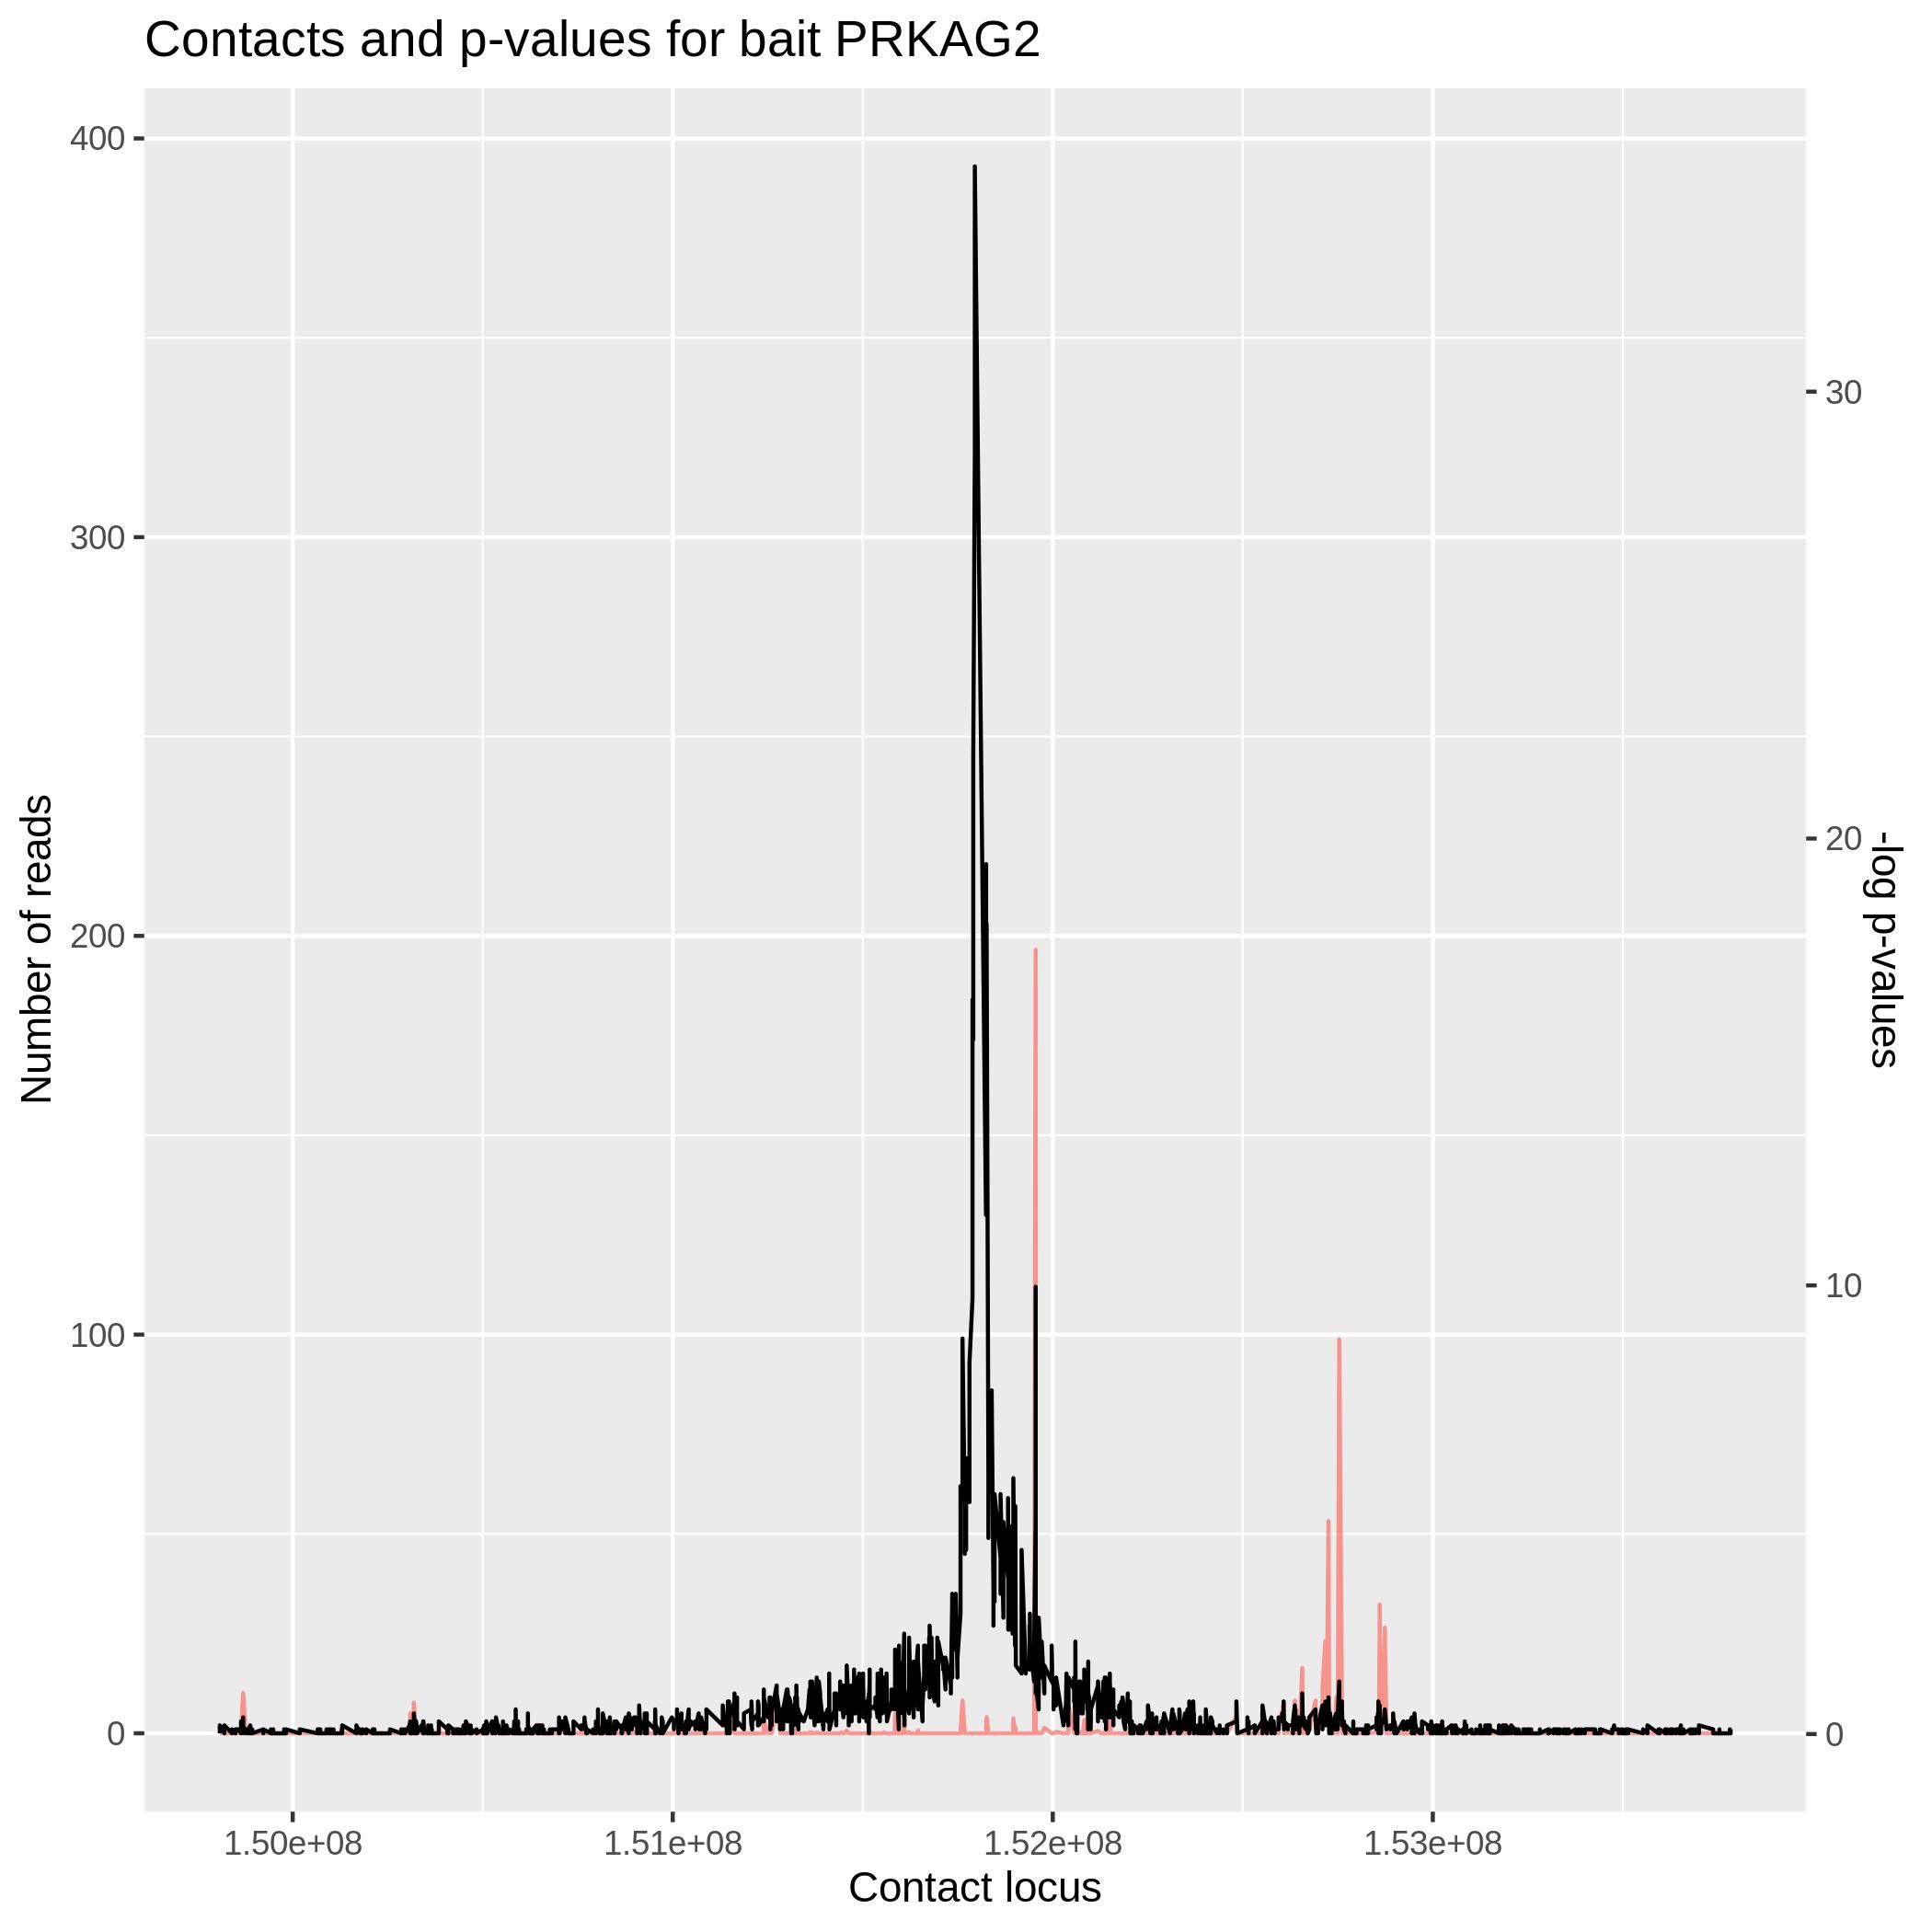 Contacts and p-values for bait PRKAG2
400
300
200
100
0
Number of reads
30
20
10
0
-log p-values
1.50e+08
1.51e+08
1.52e+08
1.53e+08
Contact locus